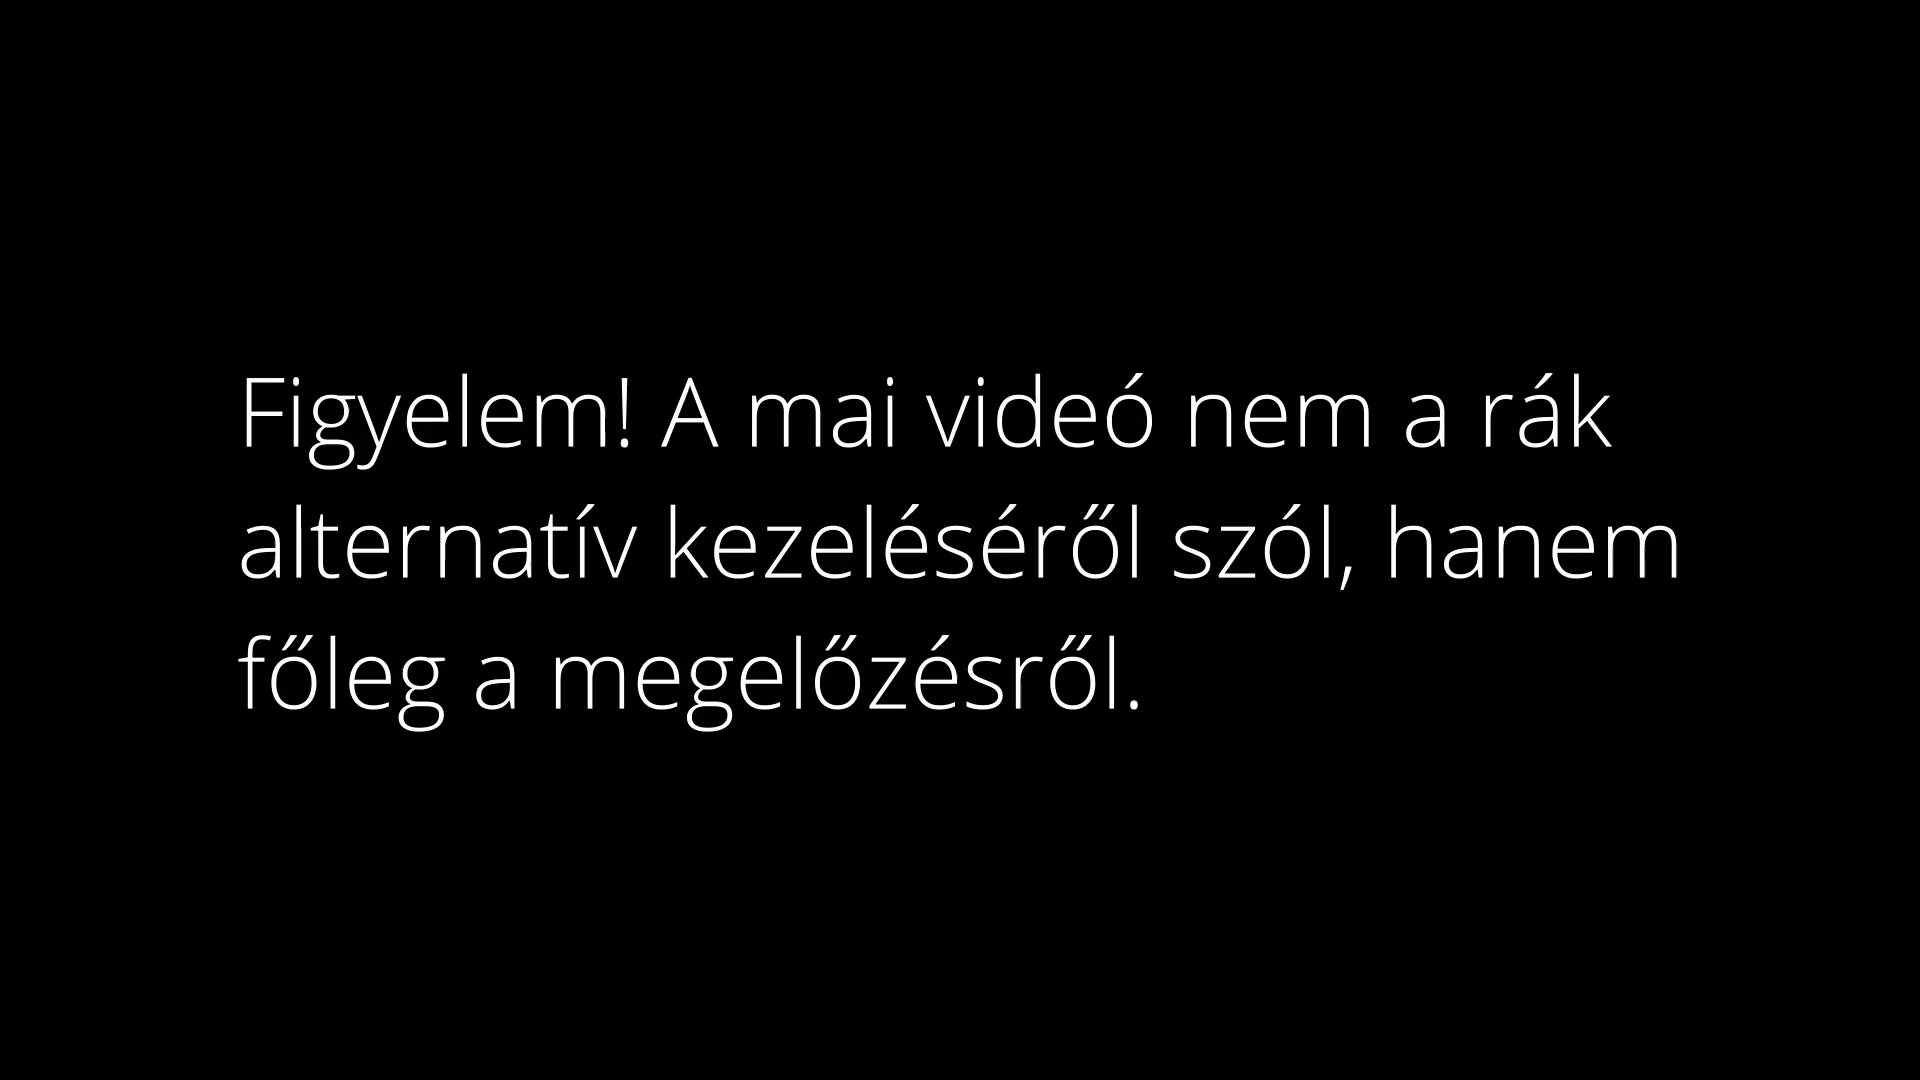 Figyelem! A mai videó nem a rák
alternatív kezeléséről szól, hanem
főleg a megelőzésről.